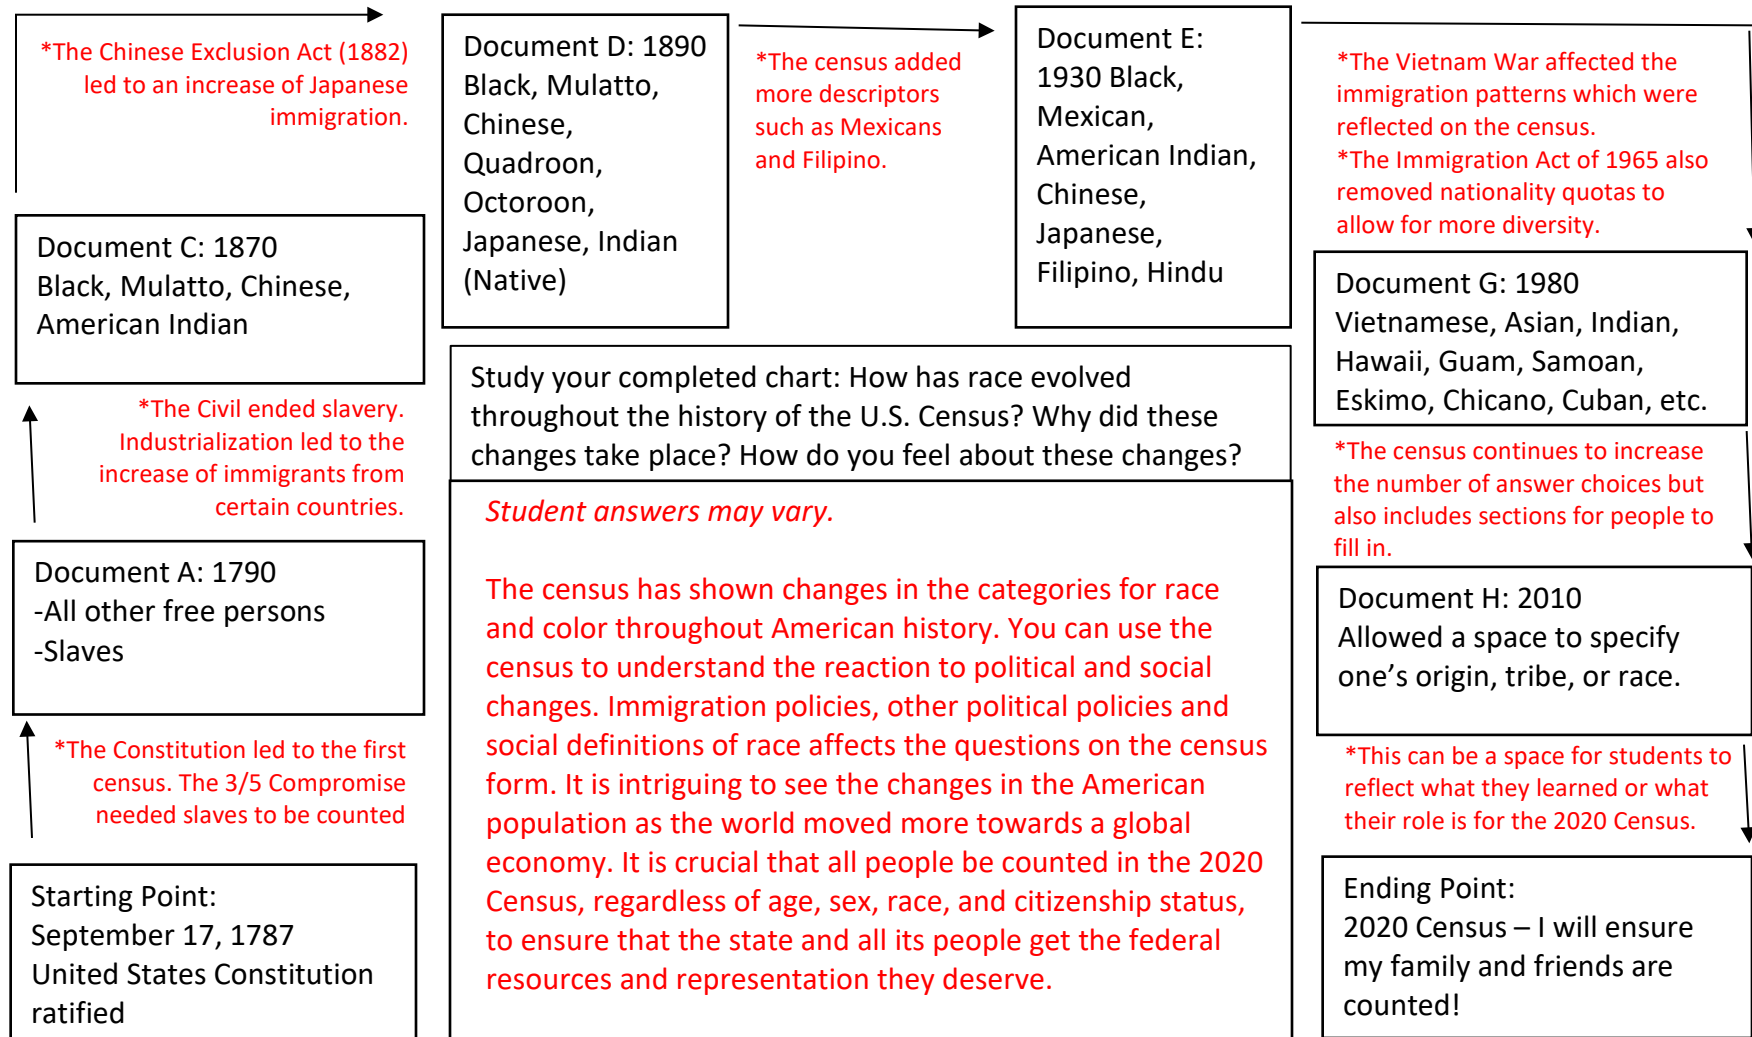 *The Chinese Exclusion Act (1882)
led to an increase of Japanese
immigration.
Document D: 1890
Black, Mulatto,
Chinese,
Quadroon,
Octoroon,
Japanese, Indian
(Native)
*The census added
more descriptors
such as Mexicans
and Filipino.
Document E:
1930 Black,
Mexican,
American Indian,
Chinese,
Japanese,
Filipino, Hindu
*The Vietnam War affected the
immigration patterns which were
reflected on the census.
*The Immigration Act of 1965 also
removed nationality quotas to
allow for more diversity.
Document C: 1870
Black, Mulatto, Chinese,
American Indian
Document G: 1980
Vietnamese, Asian, Indian,
Hawaii, Guam, Samoan,
Eskimo, Chicano, Cuban, etc.
Study your completed chart: How has race evolved
throughout the history of the U.S. Census? Why did these
changes take place? How do you feel about these changes?
*The Civil ended slavery.
Industrialization led to the
increase of immigrants from
certain countries.
*The census continues to increase
the number of answer choices but
also includes sections for people to
fill in.
Student answers may vary.
The census has shown changes in the categories for race
and color throughout American history. You can use the
census to understand the reaction to political and social
changes. Immigration policies, other political policies and
social definitions of race affects the questions on the census
form. It is intriguing to see the changes in the American
population as the world moved more towards a global
economy. It is crucial that all people be counted in the 2020
Census, regardless of age, sex, race, and citizenship status,
to ensure that the state and all its people get the federal
resources and representation they deserve.
Document A: 1790
-All other free persons
-Slaves
Document H: 2010
Allowed a space to specify
one’s origin, tribe, or race.
*The Constitution led to the first
census. The 3/5 Compromise
needed slaves to be counted
*This can be a space for students to
reflect what they learned or what
their role is for the 2020 Census.
Starting Point:
September 17, 1787
United States Constitution
ratified
Ending Point:
2020 Census – I will ensure
my family and friends are
counted!